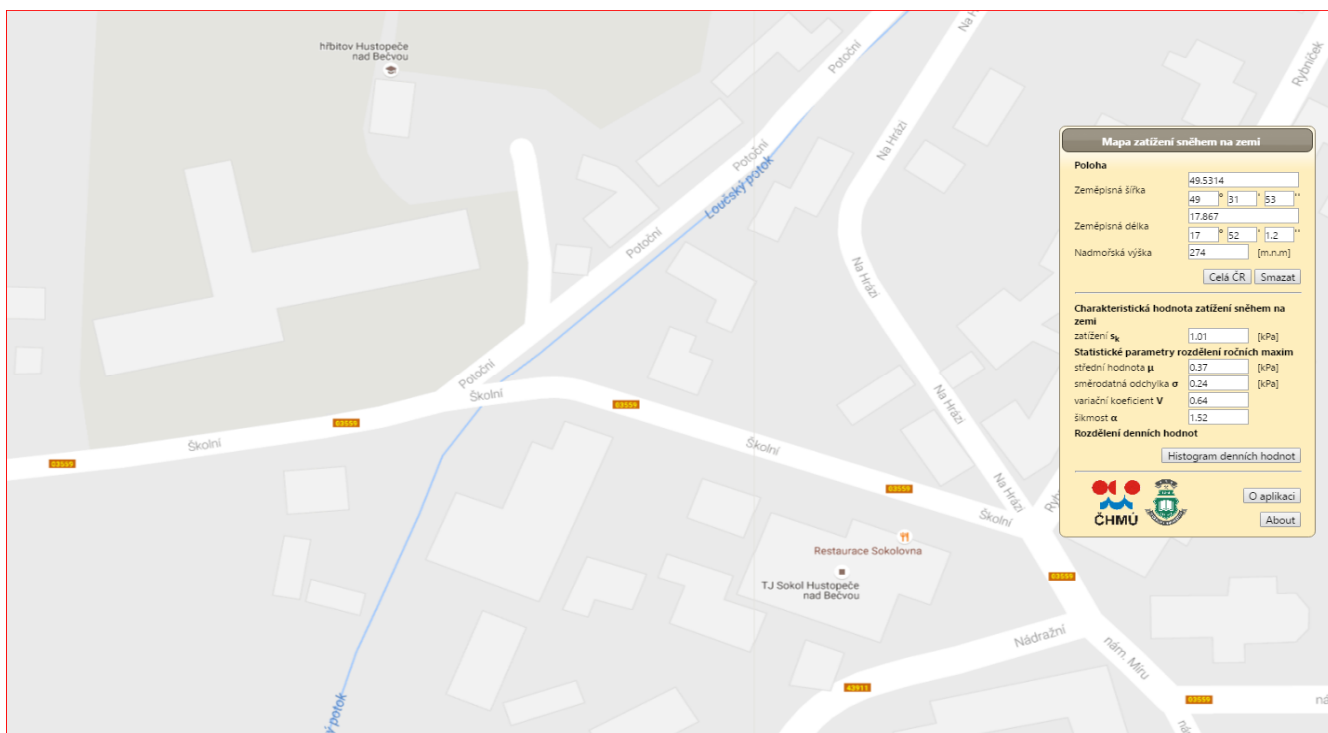 hřbitov Hustopeče
nad Bečvou
Potoční
Na Hrázi
Rybníček
Na Hrázi
Potoční
Loučský potok
Potoční
Na Hrázi
Potoční
Školní
03559
03559
Školní
03559
Školní
Na Hrázi
03559
Na Hrázi
Školní
Restaurace Sokolovna
TJ Sokol Hustopeče
nad Bečvou
03559
Nádražní
nám. Míru
43911
03559
Mapa zatížení sněhem na zemi
Poloha
Zeměpisná šířka
49.5314
49 ° 31 ' 53 ''
Zeměpisná délka
17.867
17 ° 52 ' 1.2 ''
Nadmořská výška 274 [m.n.m]
Celá ČR Smazat
Charakteristická hodnota zatížení sněhem na
zemi
zatížení sk 1.01 [kPa]
Statistické parametry rozdělení ročních maxim
střední hodnota μ 0.37 [kPa]
směrodatná odchylka σ 0.24 [kPa]
variační koeficient V 0.64
šikmost α 1.52
Rozdělení denních hodnot
Histogram denních hodnot
ČHMÚ
O aplikaci
About